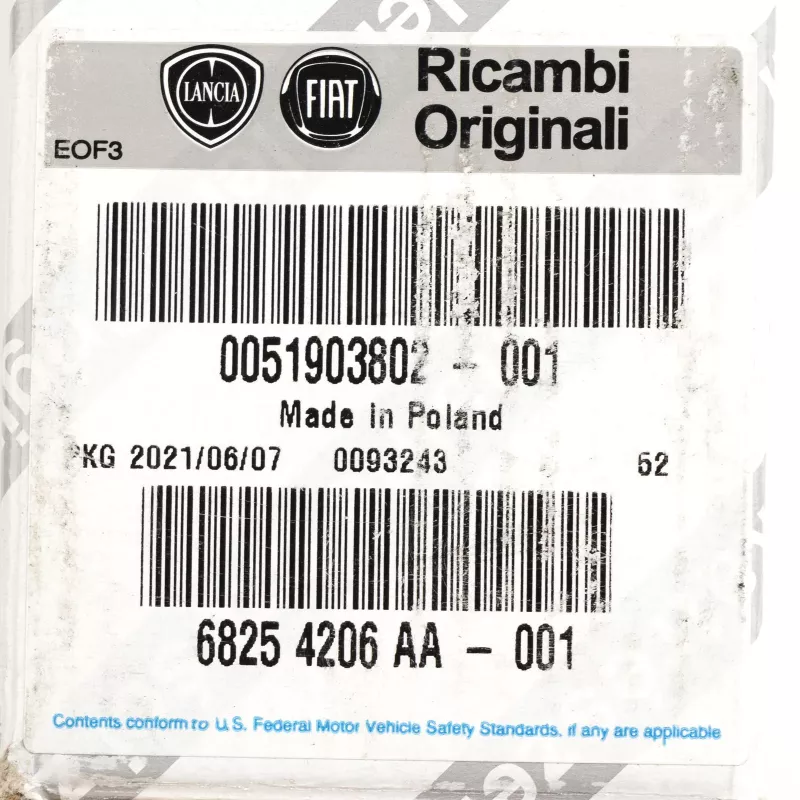 LANCIA FIAT Ricambi
Originali
EOF3
0051903802 - 001
Made in Poland
PKG 2021/06/07 0093243 52
6825 4206 AA - 001
Contents conform to U.S. Federal Motor Vehicle Safety Standards, if any are applicable